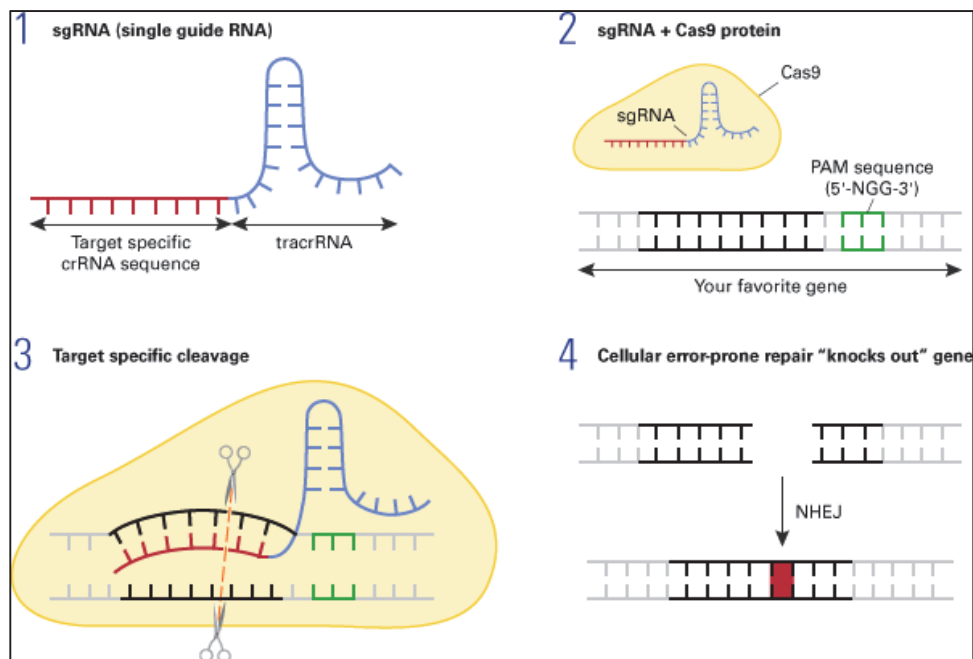 1 sgRNA (single guide RNA)
Target specific
crRNA sequence
tracrRNA
2 sgRNA + Cas9 protein
Cas9
sgRNA
PAM sequence
(5'-NGG-3')
Your favorite gene
3 Target specific cleavage
4 Cellular error-prone repair “knocks out” gene
NHEJ